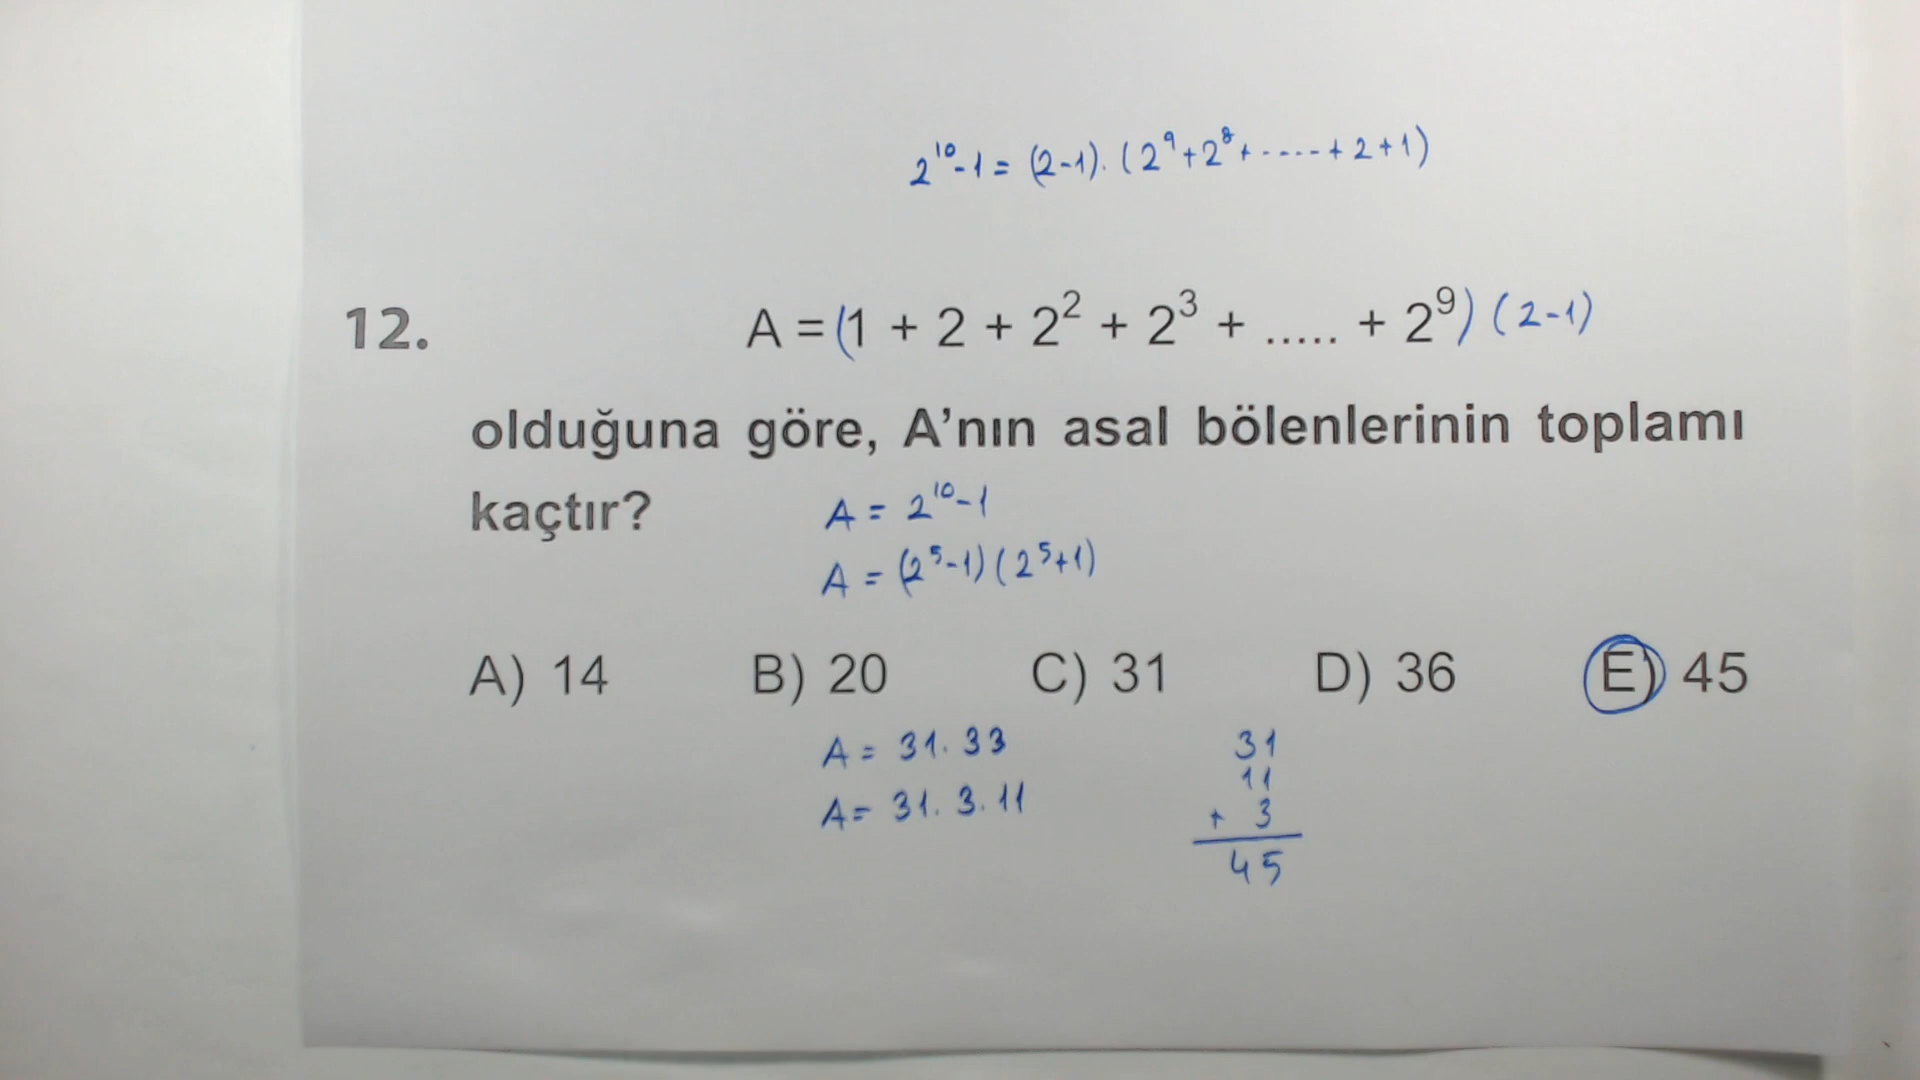 2¹⁰-1 = (2-1). (2⁹+2⁸+.....+ 2+1)
12. A = (1 + 2 + 2² + 2³ + ..... + 2⁹) (2-1)
olduğuna göre, A’nın asal bölenlerinin toplamı
kaçtır?
A = 2¹⁰-1
A = (2⁵-1) (2⁵+1)
A) 14 B) 20 C) 31 D) 36 E) 45
A = 31. 33
A = 31. 3. 11
31
11
+ 3
45